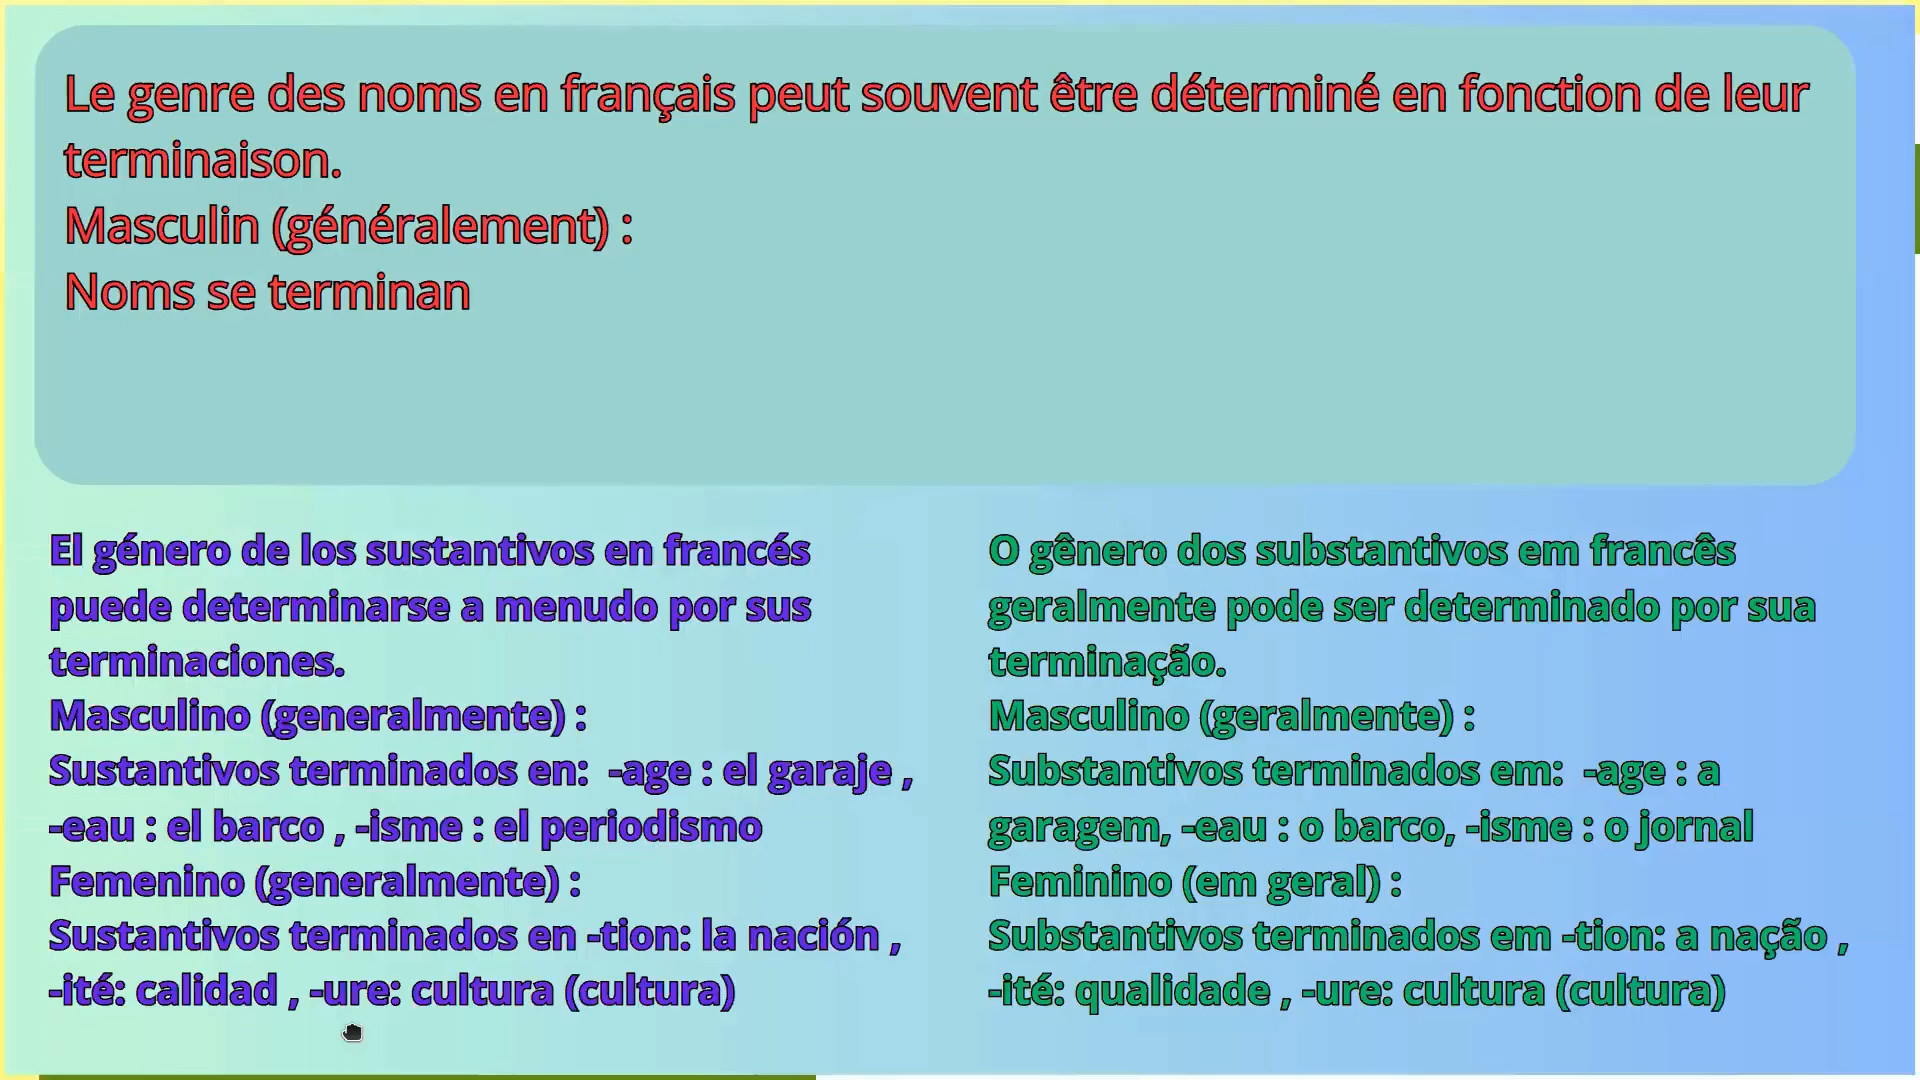 Le genre des noms en français peut souvent être déterminé en fonction de leur
terminaison.
Masculin (généralement) :
Noms se terminan
El género de los sustantivos en francés
puede determinarse a menudo por sus
terminaciones.
Masculino (generalmente) :
Sustantivos terminados en:  -age : el garaje ,
-eau : el barco , -isme : el periodismo
Femenino (generalmente) :
Sustantivos terminados en -tion: la nación ,
-ité: calidad , -ure: cultura (cultura)
O gênero dos substantivos em francês
geralmente pode ser determinado por sua
terminação.
Masculino (geralmente) :
Substantivos terminados em:  -age : a
garagem, -eau : o barco, -isme : o jornal
Feminino (em geral) :
Substantivos terminados em -tion: a nação ,
-ité: qualidade , -ure: cultura (cultura)